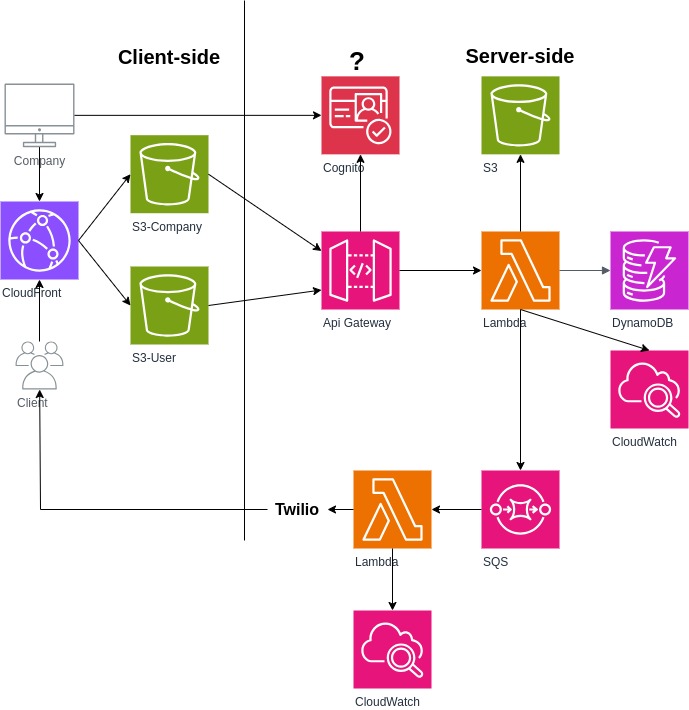 Client-side
?
Server-side
Company
Cognito
S3
S3-Company
CloudFront
Api Gateway
Lambda
DynamoDB
S3-User
Client
CloudWatch
Twilio
Lambda
SQS
CloudWatch